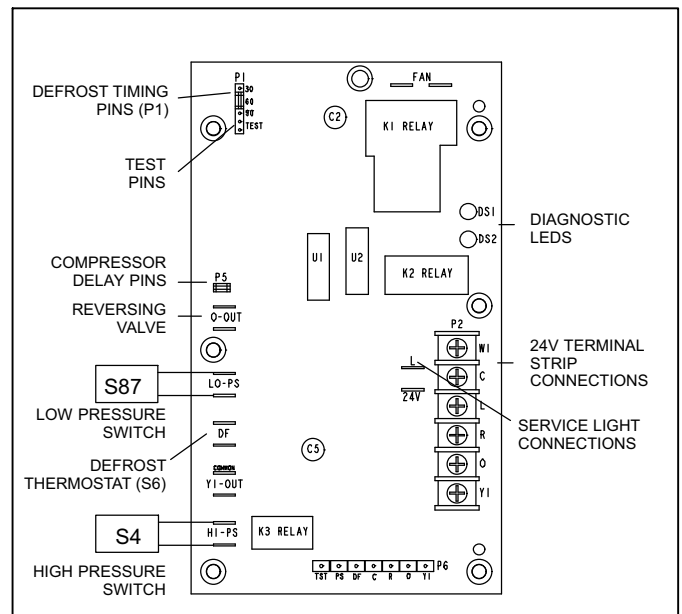 DEFROST TIMING
PINS (P1)
TEST
PINS
COMPRESSOR
DELAY PINS
REVERSING
VALVE
S87
LOW PRESSURE
SWITCH
DEFROST
THERMOSTAT (S6)
S4
HIGH PRESSURE
SWITCH
P1
30
60
90
TEST
FAN
C2
K1 RELAY
DS1
DS2
DIAGNOSTIC
LEDS
U1
U2
K2 RELAY
P5
O-OUT
LO-PS
DF
COMMON
Y1-OUT
HI-PS
K3 RELAY
C5
L
24V
P2
W1
C
L
R
O
Y1
24V TERMINAL
STRIP
CONNECTIONS
SERVICE LIGHT
CONNECTIONS
P6
TST PS DF C R O Y1